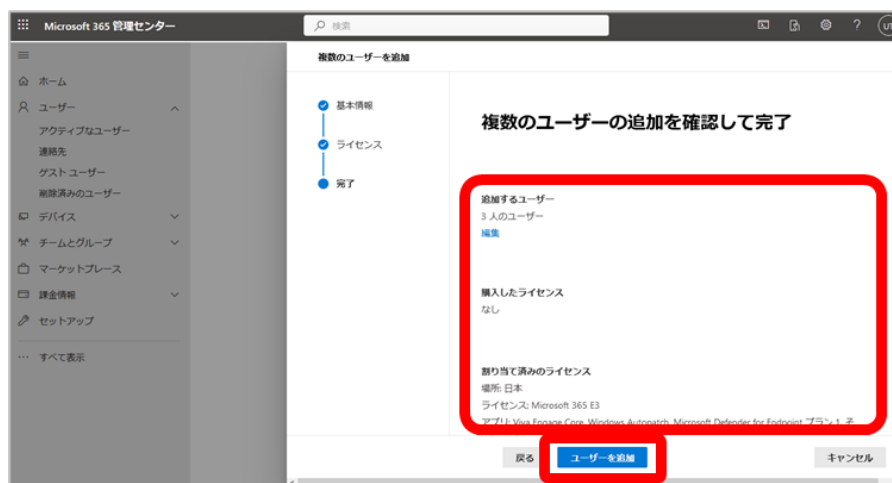 Microsoft 365 管理センター
検索
?
複数のユーザーを追加
ホーム
ユーザー
アクティブなユーザー
連絡先
ゲスト ユーザー
削除済みのユーザー
デバイス
チームとグループ
マーケットプレース
課金情報
セットアップ
すべて表示
基本情報
ライセンス
完了
複数のユーザーの追加を確認して完了
追加するユーザー
3 人のユーザー
編集
購入したライセンス
なし
割り当て済みのライセンス
場所: 日本
ライセンス: Microsoft 365 E3
アプリ: Viva Engage Core, Windows Autopatch, Microsoft Defender for Endpoint プラン 1, そ
戻る
ユーザーを追加
キャンセル